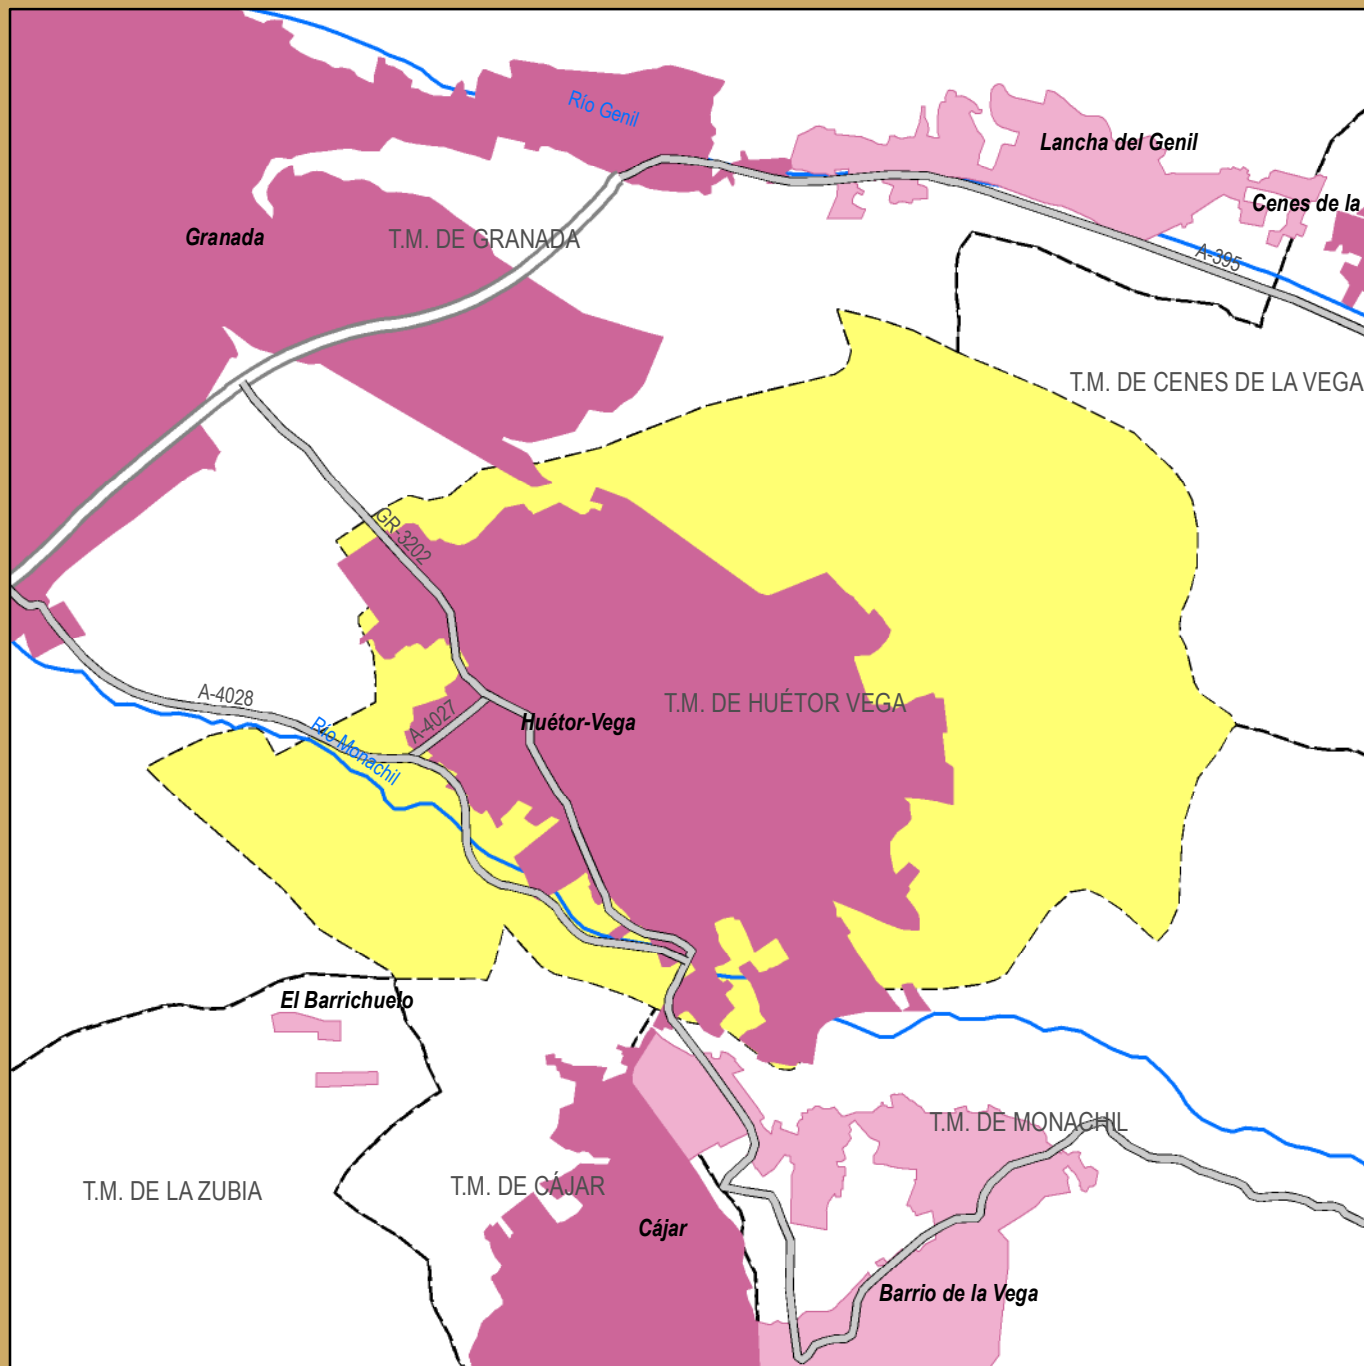 Río Genil
Lancha del Genil
Cenes de la
Granada
T.M. DE GRANADA
A-395
T.M. DE CENES DE LA VEGA
GR-3202
A-4028
T.M. DE HUÉTOR VEGA
A-4027
Huétor-Vega
Río Monachil
El Barrichuelo
T.M. DE MONACHIL
T.M. DE LA ZUBIA
T.M. DE CÁJAR
Cájar
Barrio de la Vega